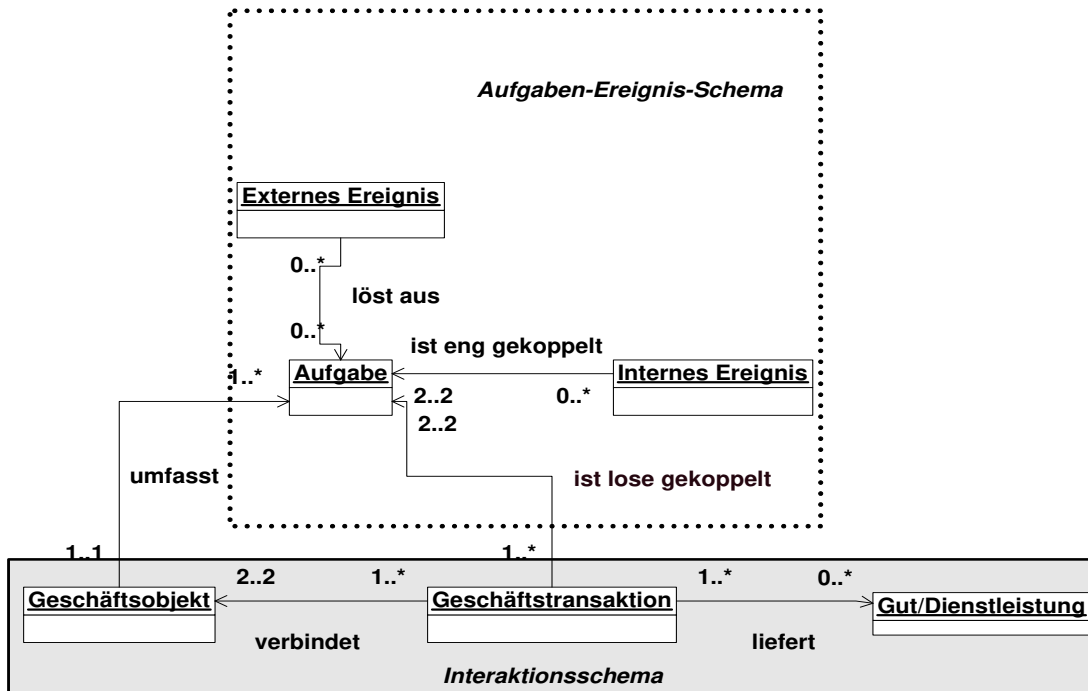 Aufgaben-Ereignis-Schema
Externes Ereignis
0..*
löst aus
0..*
ist eng gekoppelt
1..*
Aufgabe
Internes Ereignis
2..2
0..*
2..2
umfasst
ist lose gekoppelt
1..1
1..*
2..2
1..*
1..*
0..*
Geschäftsobjekt
Geschäftstransaktion
Gut/Dienstleistung
verbindet
liefert
Interaktionsschema